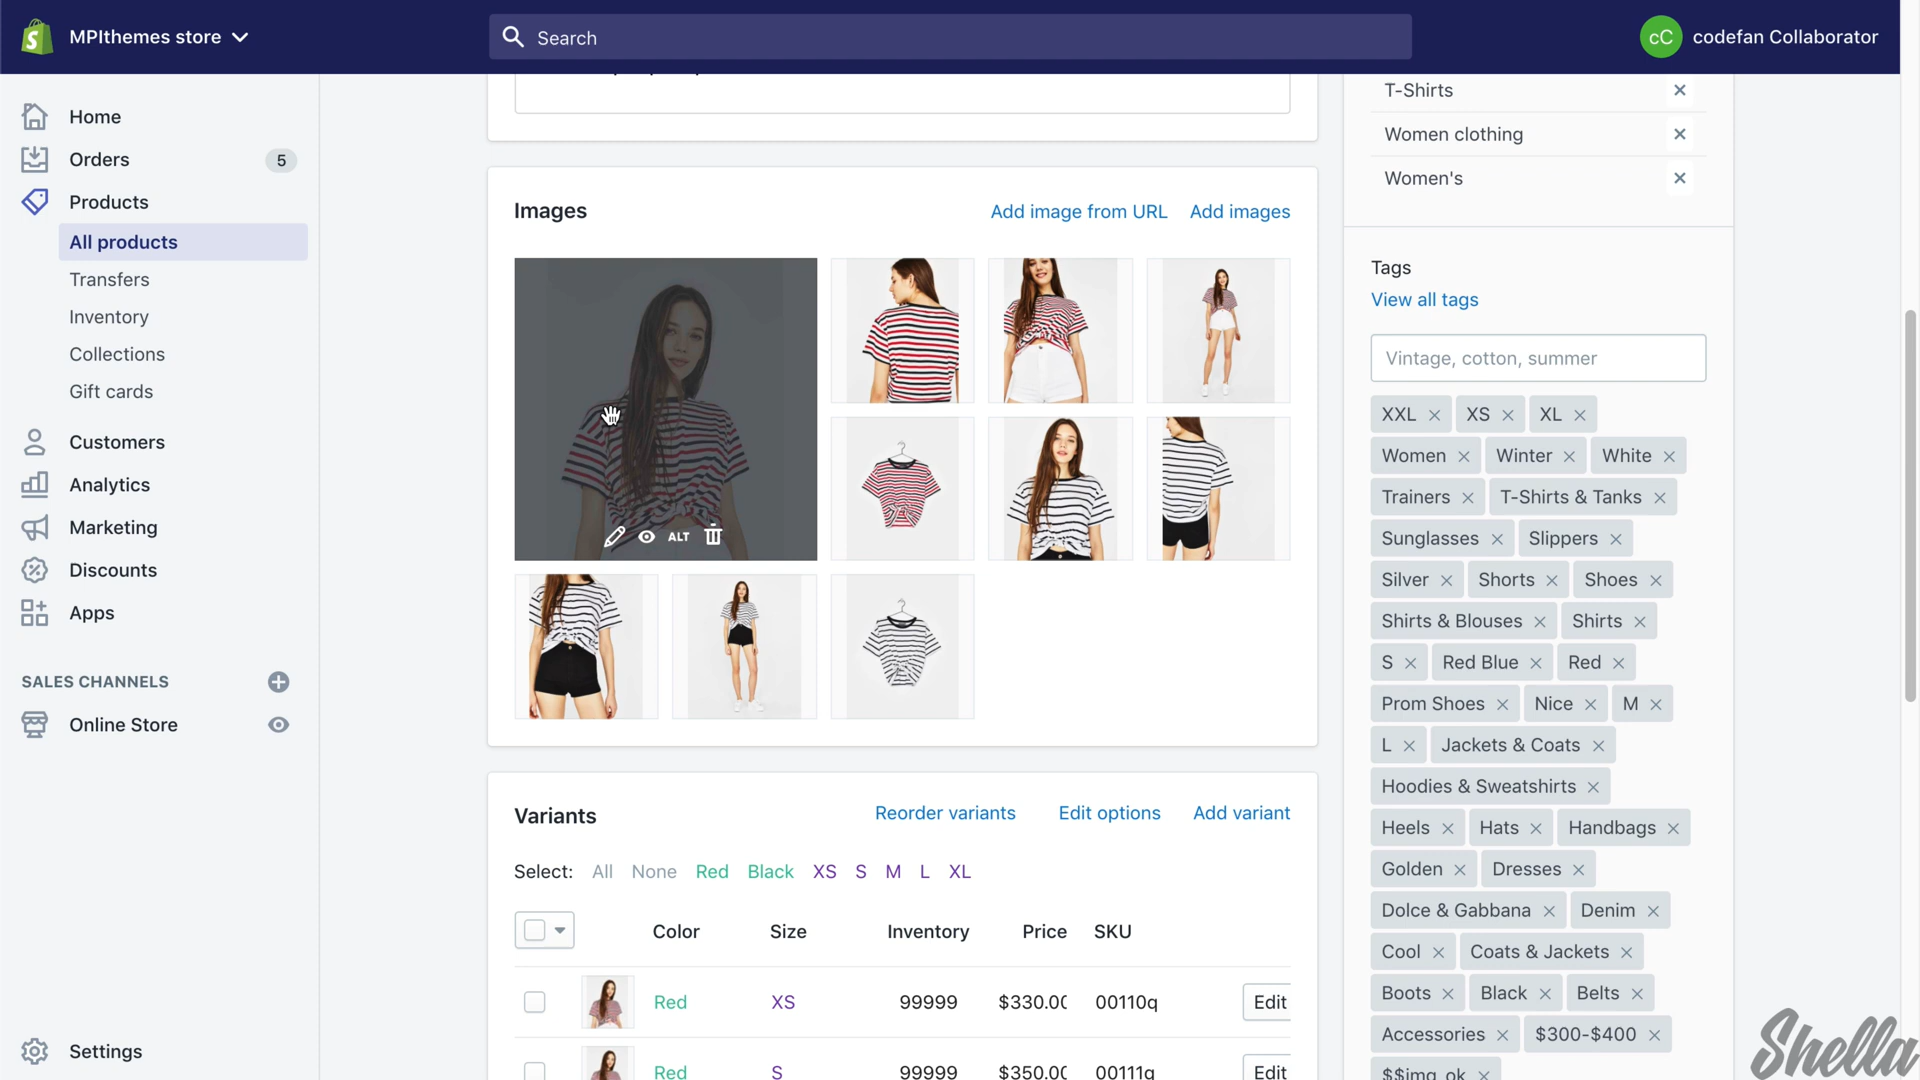 MPIthemes store
Search
cC codefan Collaborator
Home
Orders 5
Products
All products
Transfers
Inventory
Collections
Gift cards
Customers
Analytics
Marketing
Discounts
Apps
SALES CHANNELS
Online Store
Settings
Images Add image from URL Add images
ALT
Variants Reorder variants Edit options Add variant
Select: All None Red Black XS S M L XL
Color Size Inventory Price SKU
Red XS 99999 $330.00 00110q Edit
Red S 99999 $350.00 00111q Edit
T-Shirts
Women clothing
Women's
Tags
View all tags
Vintage, cotton, summer
XXL XS XL
Women Winter White
Trainers T-Shirts & Tanks
Sunglasses Slippers
Silver Shorts Shoes
Shirts & Blouses Shirts
S Red Blue Red
Prom Shoes Nice M
L Jackets & Coats
Hoodies & Sweatshirts
Heels Hats Handbags
Golden Dresses
Dolce & Gabbana Denim
Cool Coats & Jackets
Boots Black Belts
Accessories $300-$400
$$img ok
Shella